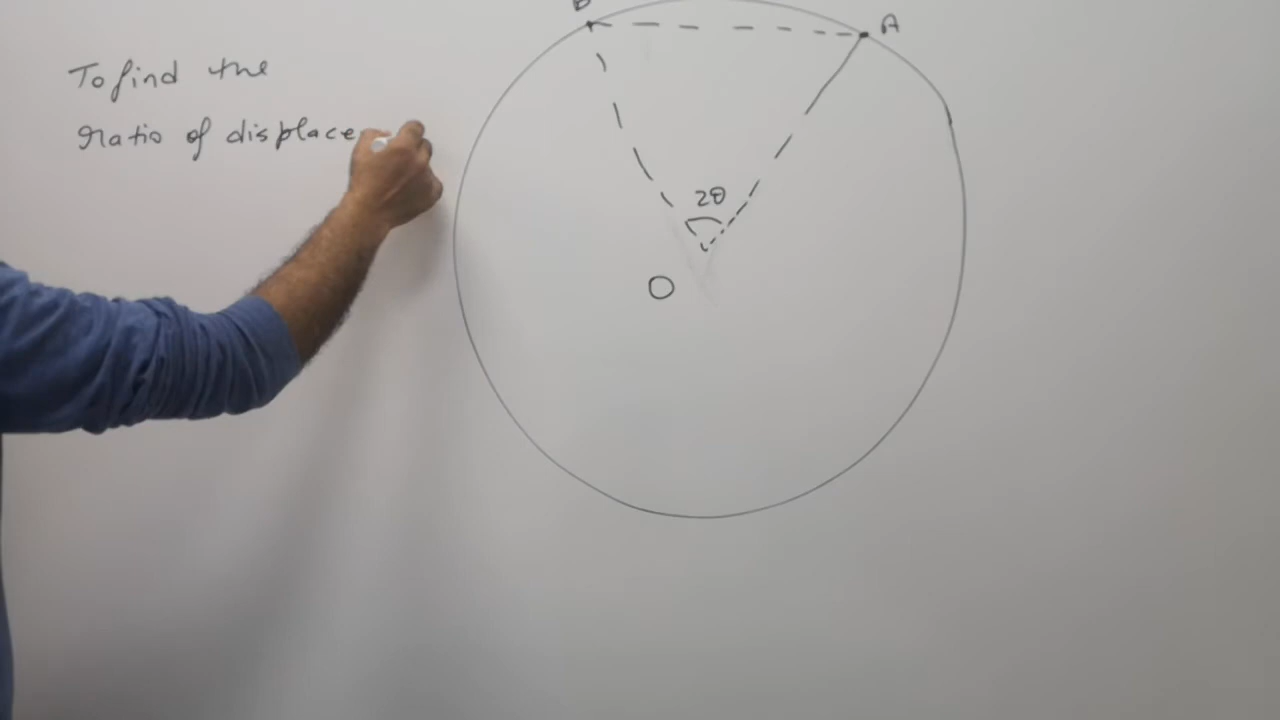 B
A
To find the
ratio of displace
2θ
O